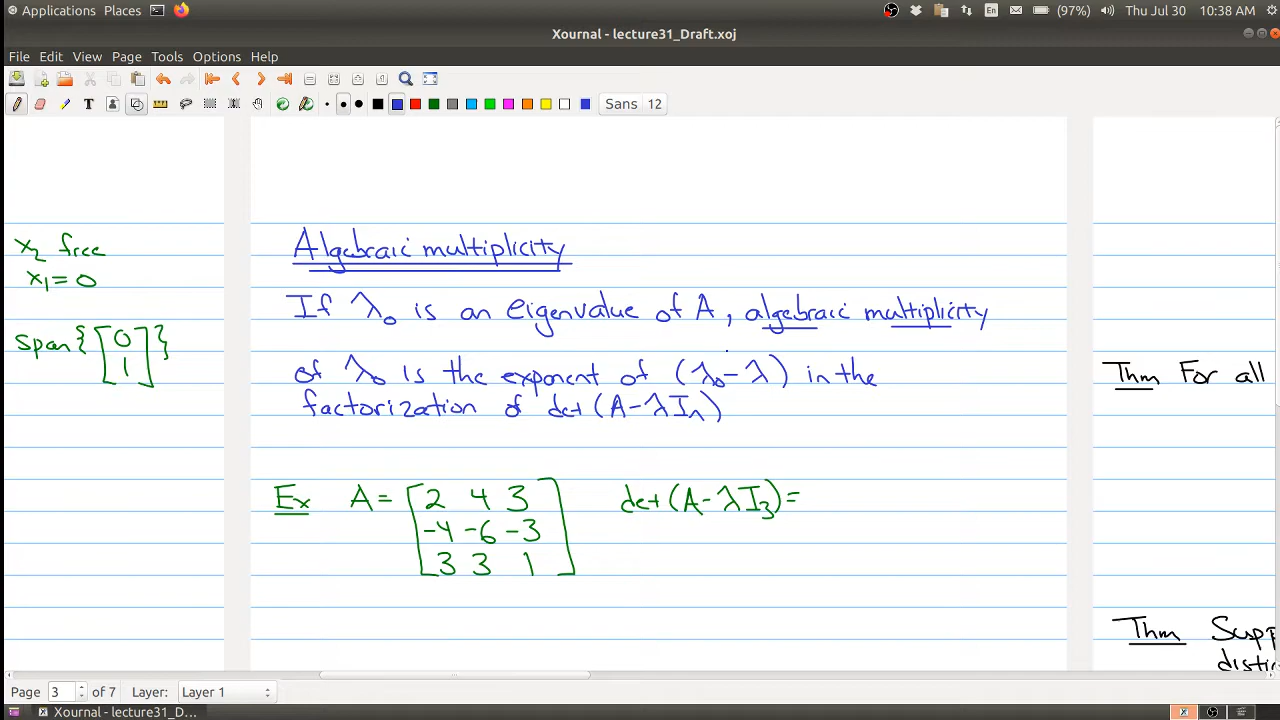 Applications Places En (97%) Thu Jul 30 10:38 AM
Xournal - lecture31_Draft.xoj
File Edit View Page Tools Options Help
Sans 12
x₂ free
x₁ = 0
span{[0
1]}
Algebraic multiplicity
If λ₀ is an eigenvalue of A, algebraic multiplicity
of λ₀ is the exponent of (λ₀-λ) in the
factorization of det(A-λIₙ)
Ex A = [2 4 3
-4 -6 -3
3 3 1]
det(A-λI₃)=
Thm For all
Thm Supp
distin
Page 3 of 7 Layer: Layer 1
Xournal - lecture31_D...